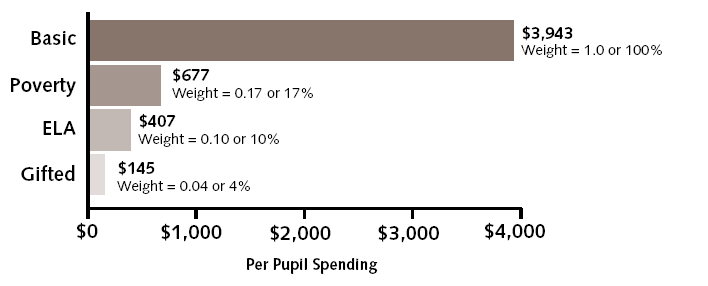 Basic
$3,943
Weight = 1.0 or 100%
Poverty
$677
Weight = 0.17 or 17%
ELA
$407
Weight = 0.10 or 10%
Gifted
$145
Weight = 0.04 or 4%
$0 $1,000 $2,000 $3,000 $4,000
Per Pupil Spending